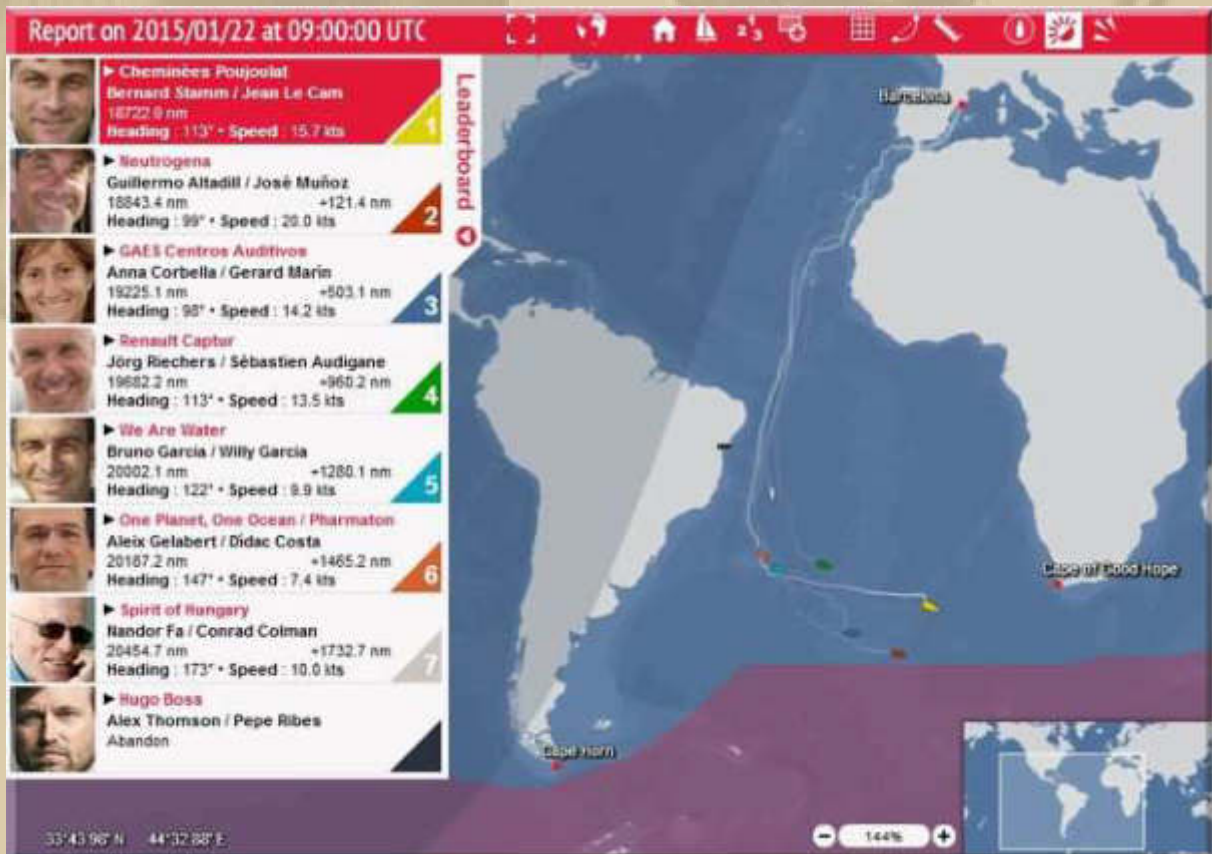 Report on 2015/01/22 at 09:00:00 UTC
Leaderboard
Cheminées Poujoulat
Bernard Stamm / Jean Le Cam
18722.0 nm
Heading : 113° • Speed : 15.7 kts
1
Neutrogena
Guillermo Altadill / José Muñoz
18843.4 nm +121.4 nm
Heading : 99° • Speed : 20.0 kts
2
GAES Centros Auditivos
Anna Corbella / Gerard Marin
19225.1 nm +503.1 nm
Heading : 98° • Speed : 14.2 kts
3
Renault Captur
Jörg Riechers / Sébastien Audigane
19682.2 nm +960.2 nm
Heading : 113° • Speed : 13.5 kts
4
We Are Water
Bruno Garcia / Willy Garcia
20002.1 nm +1280.1 nm
Heading : 122° • Speed : 9.9 kts
5
One Planet, One Ocean / Pharmaton
Aleix Gelabert / Dídac Costa
20187.2 nm +1465.2 nm
Heading : 147° • Speed : 7.4 kts
6
Spirit of Hungary
Nandor Fa / Conrad Colman
20454.7 nm +1732.7 nm
Heading : 173° • Speed : 10.0 kts
7
Hugo Boss
Alex Thomson / Pepe Ribes
Abandon
Barcelona
Cape of Good Hope
Cape Horn
33°43.98' N 44°32.88' E
144%